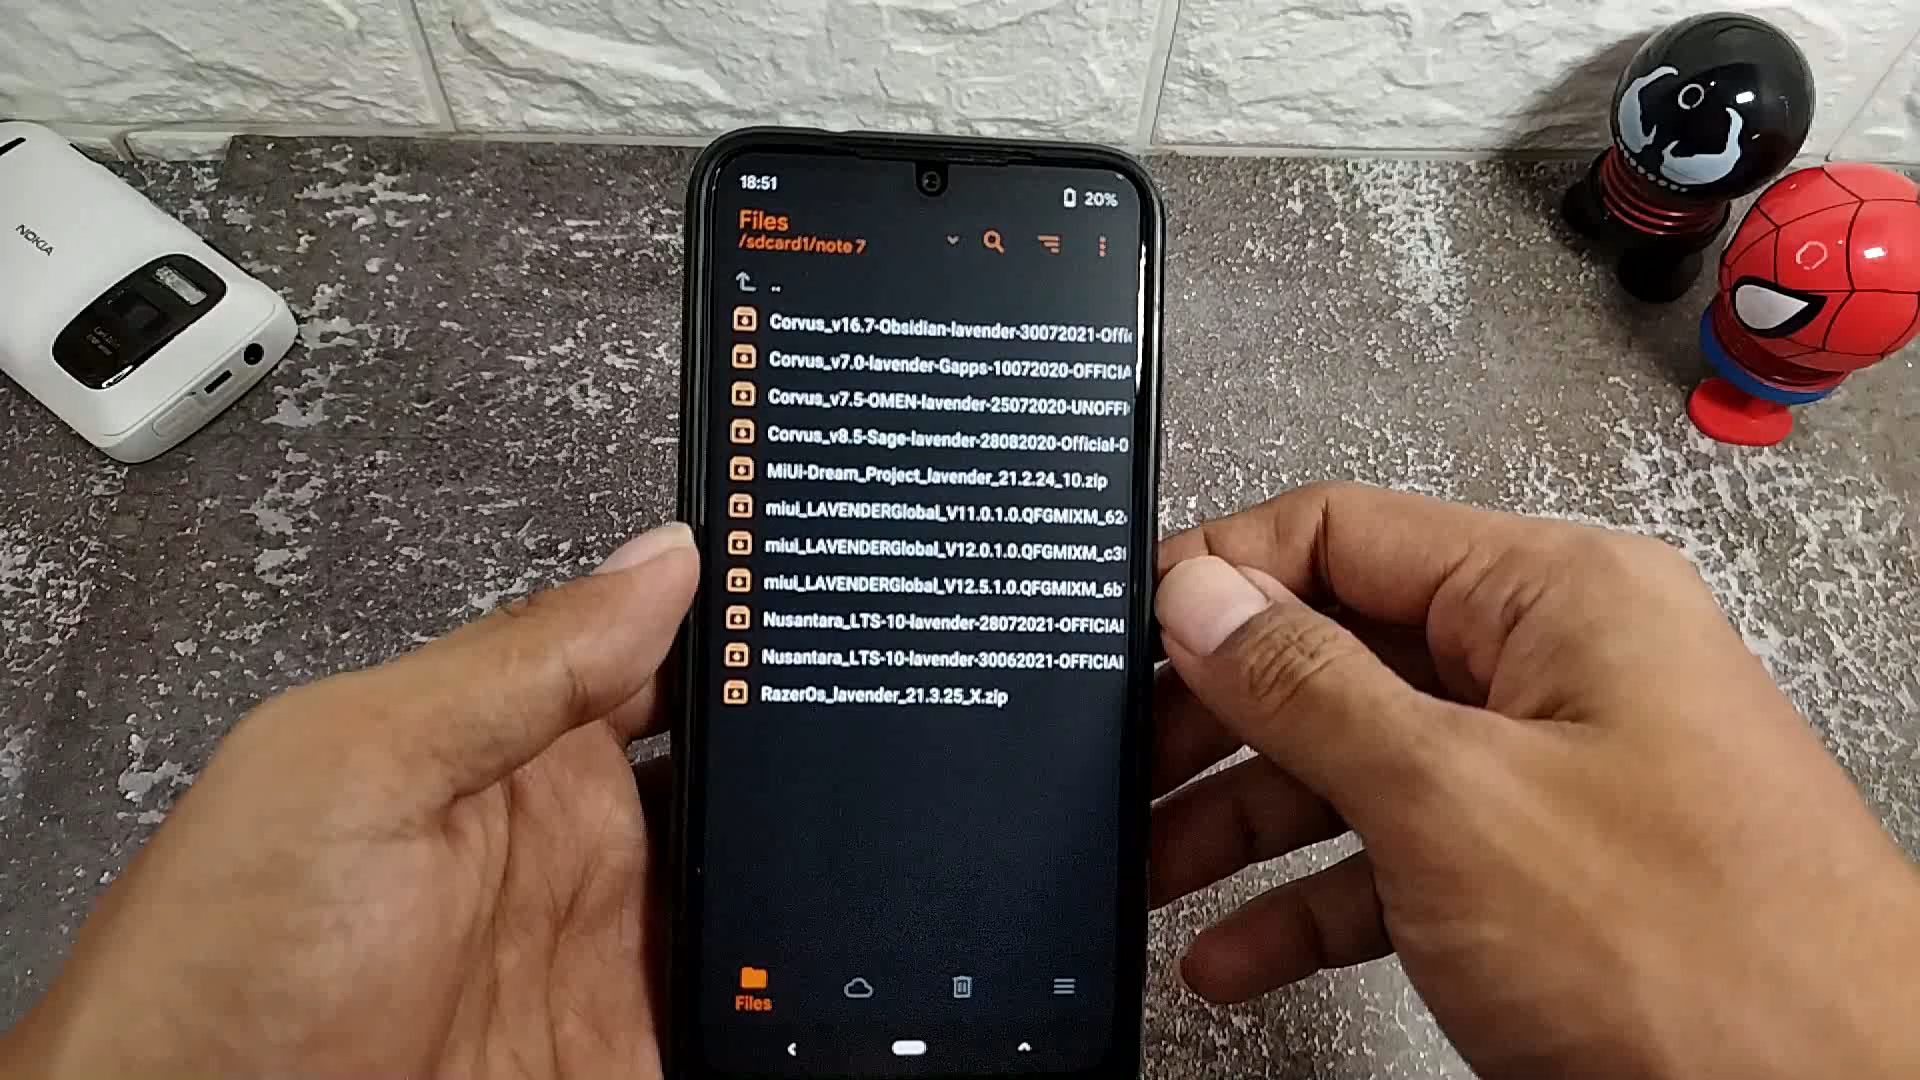 NOKIA
18:51
20%
Files
/sdcard1/note 7
..
Corvus_v16.7-Obsidian-lavender-30072021-Offi
Corvus_v7.0-lavender-Gapps-10072020-OFFICIA
Corvus_v7.5-OMEN-lavender-25072020-UNOFFI
Corvus_v8.5-Sage-lavender-28082020-Official-O
MiUi-Dream_Project_lavender_21.2.24_10.zip
miui_LAVENDERGlobal_V11.0.1.0.QFGMIXM_62
miui_LAVENDERGlobal_V12.0.1.0.QFGMIXM_c3f
miui_LAVENDERGlobal_V12.5.1.0.QFGMIXM_6b
Nusantara_LTS-10-lavender-28072021-OFFICIAL
Nusantara_LTS-10-lavender-30062021-OFFICIAL
RazerOs_lavender_21.3.25_X.zip
Files